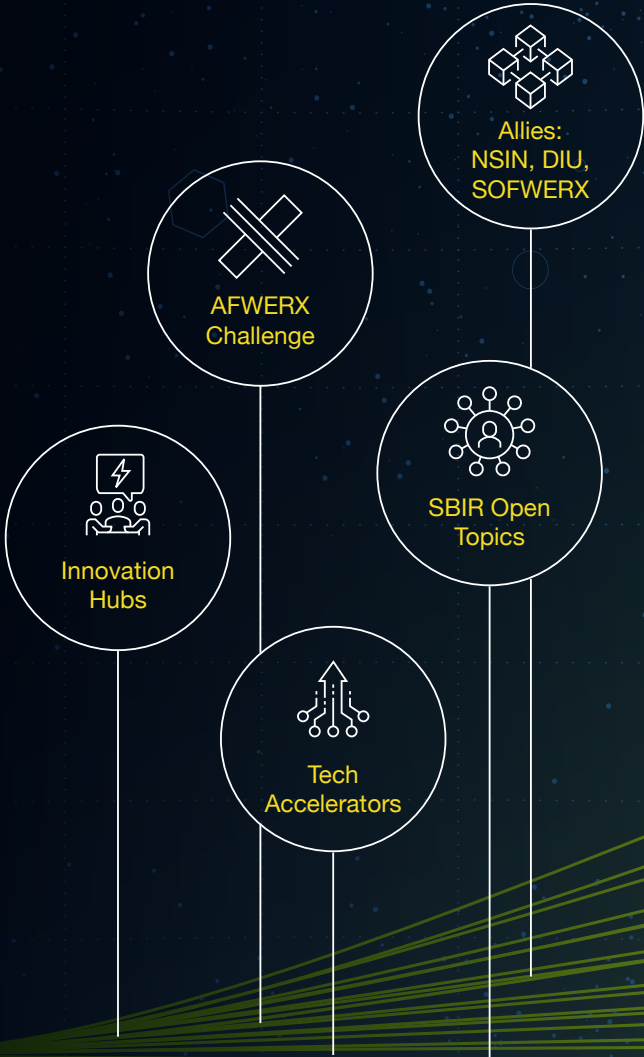 Allies:
NSIN, DIU,
SOFWERX
AFWERX
Challenge
SBIR Open
Topics
Innovation
Hubs
Tech
Accelerators